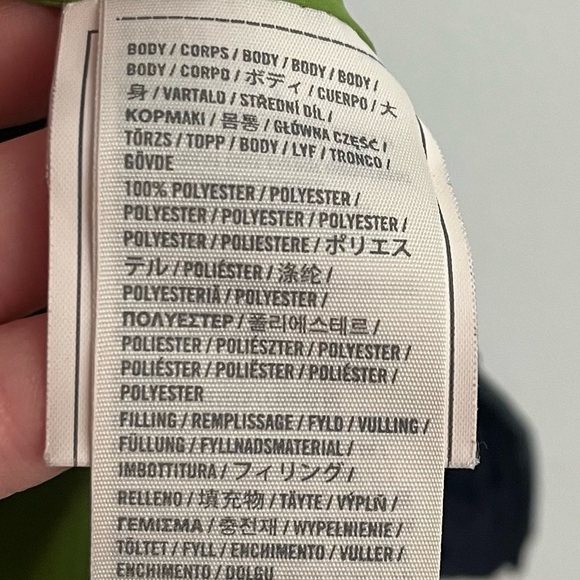 BODY / CORPS / BODY / BODY / BODY /
BODY / CORPO / ボディ / CUERPO / 大
身 / VARTALO / STŘEDNÍ DÍL /
ΚΟΡΜΑΚΙ / 몸통 / GŁÓWNA CZĘŚĆ /
TÖRZS / TOPP / BODY / LYF / TRONCO /
GÖVDE
100% POLYESTER / POLYESTER /
POLYESTER / POLYESTER / POLYESTER /
POLYESTER / POLIESTERE / ポリエス
テル / POLIÉSTER / 涤纶 /
POLYESTERIÄ / POLYESTER /
ΠΟΛΥΕΣΤΕΡ / 폴리에스테르 /
POLIESTER / POLIÉSZTER / POLYESTER /
POLIÉSTER / POLIÉSTER / POLIÉSTER /
POLYESTER
FILLING / REMPLISSAGE / FYLD / VULLING /
FÜLLUNG / FYLLNADSMATERIAL /
IMBOTTITURA / フィリング /
RELLENO / 填充物 / TÄYTE / VÝPLŇ /
ΓΕΜΙΣΜΑ / 충전재 / WYPEŁNIENIE /
TÖLTET / FYLL / ENCHIMENTO / VULLER /
ENCHIMENTO / DOLGU